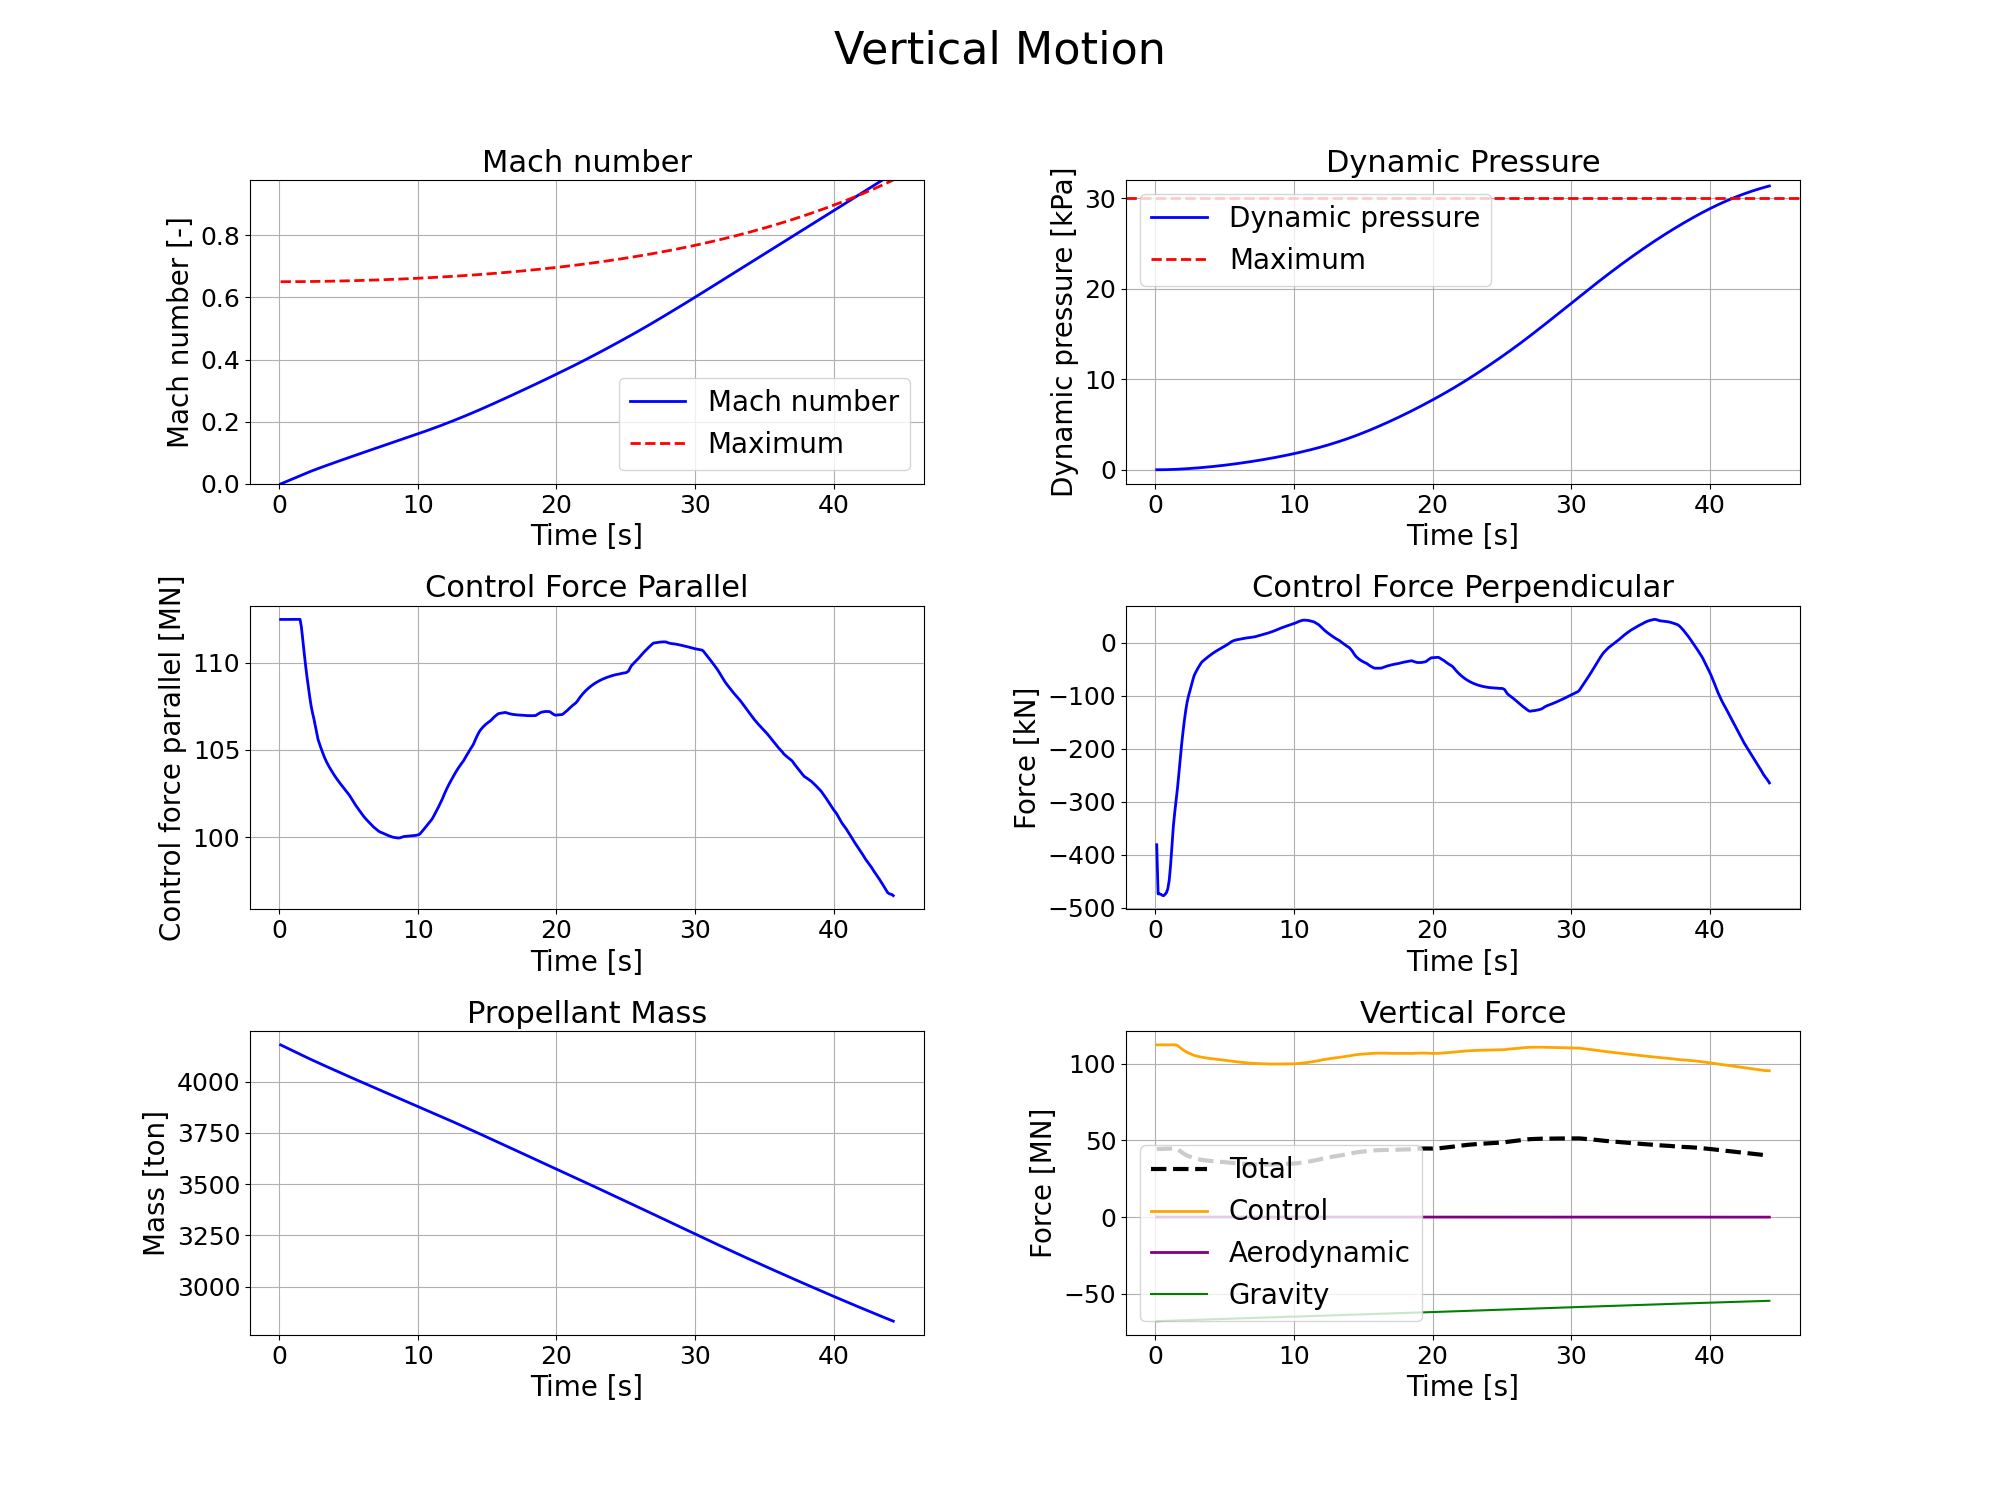 Vertical Motion
Mach number
Mach number [-]
0.8
0.6
0.4
0.2
0.0
Mach number
Maximum
0 10 20 30 40
Time [s]
Dynamic Pressure
Dynamic pressure [kPa]
30
20
10
0
Dynamic pressure
Maximum
0 10 20 30 40
Time [s]
Control Force Parallel
Control force parallel [MN]
110
105
100
0 10 20 30 40
Time [s]
Control Force Perpendicular
Force [kN]
0
−100
−200
−300
−400
−500
0 10 20 30 40
Time [s]
Propellant Mass
Mass [ton]
4000
3750
3500
3250
3000
0 10 20 30 40
Time [s]
Vertical Force
Force [MN]
100
50
0
−50
Total
Control
Aerodynamic
Gravity
0 10 20 30 40
Time [s]